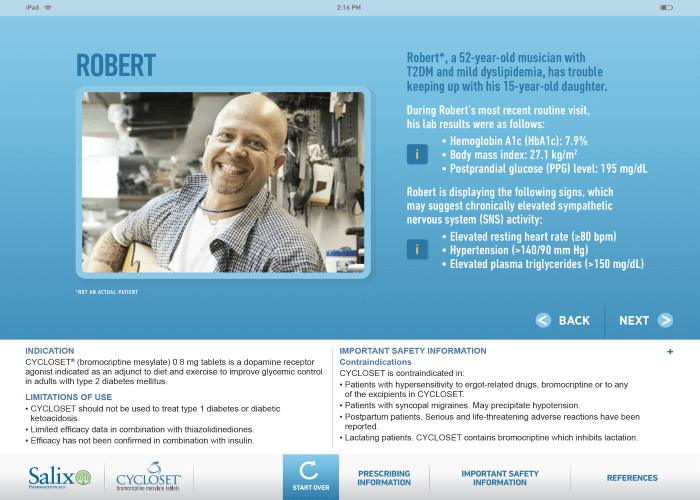 iPad
2:16 PM
ROBERT
Robert*, a 52-year-old musician with
T2DM and mild dyslipidemia, has trouble
keeping up with his 15-year-old daughter.
During Robert's most recent routine visit,
his lab results were as follows:
i
• Hemoglobin A1c (HbA1c): 7.9%
• Body mass index: 27.1 kg/m²
• Postprandial glucose (PPG) level: 195 mg/dL
Robert is displaying the following signs, which
may suggest chronically elevated sympathetic
nervous system (SNS) activity:
i
• Elevated resting heart rate (≥80 bpm)
• Hypertension (>140/90 mm Hg)
• Elevated plasma triglycerides (>150 mg/dL)
*NOT AN ACTUAL PATIENT
< BACK
NEXT >
INDICATION
CYCLOSET® (bromocriptine mesylate) 0.8 mg tablets is a dopamine receptor
agonist indicated as an adjunct to diet and exercise to improve glycemic control
in adults with type 2 diabetes mellitus.
LIMITATIONS OF USE
• CYCLOSET should not be used to treat type 1 diabetes or diabetic
ketoacidosis.
• Limited efficacy data in combination with thiazolidinediones.
• Efficacy has not been confirmed in combination with insulin.
IMPORTANT SAFETY INFORMATION +
Contraindications
CYCLOSET is contraindicated in:
• Patients with hypersensitivity to ergot-related drugs, bromocriptine or to any
of the excipients in CYCLOSET.
• Patients with syncopal migraines. May precipitate hypotension.
• Postpartum patients. Serious and life-threatening adverse reactions have been
reported.
• Lactating patients. CYCLOSET contains bromocriptine which inhibits lactation.
Salix
PHARMACEUTICALS
CYCLOSET®
bromocriptine mesylate tablets
START OVER
PRESCRIBING
INFORMATION
IMPORTANT SAFETY
INFORMATION
REFERENCES